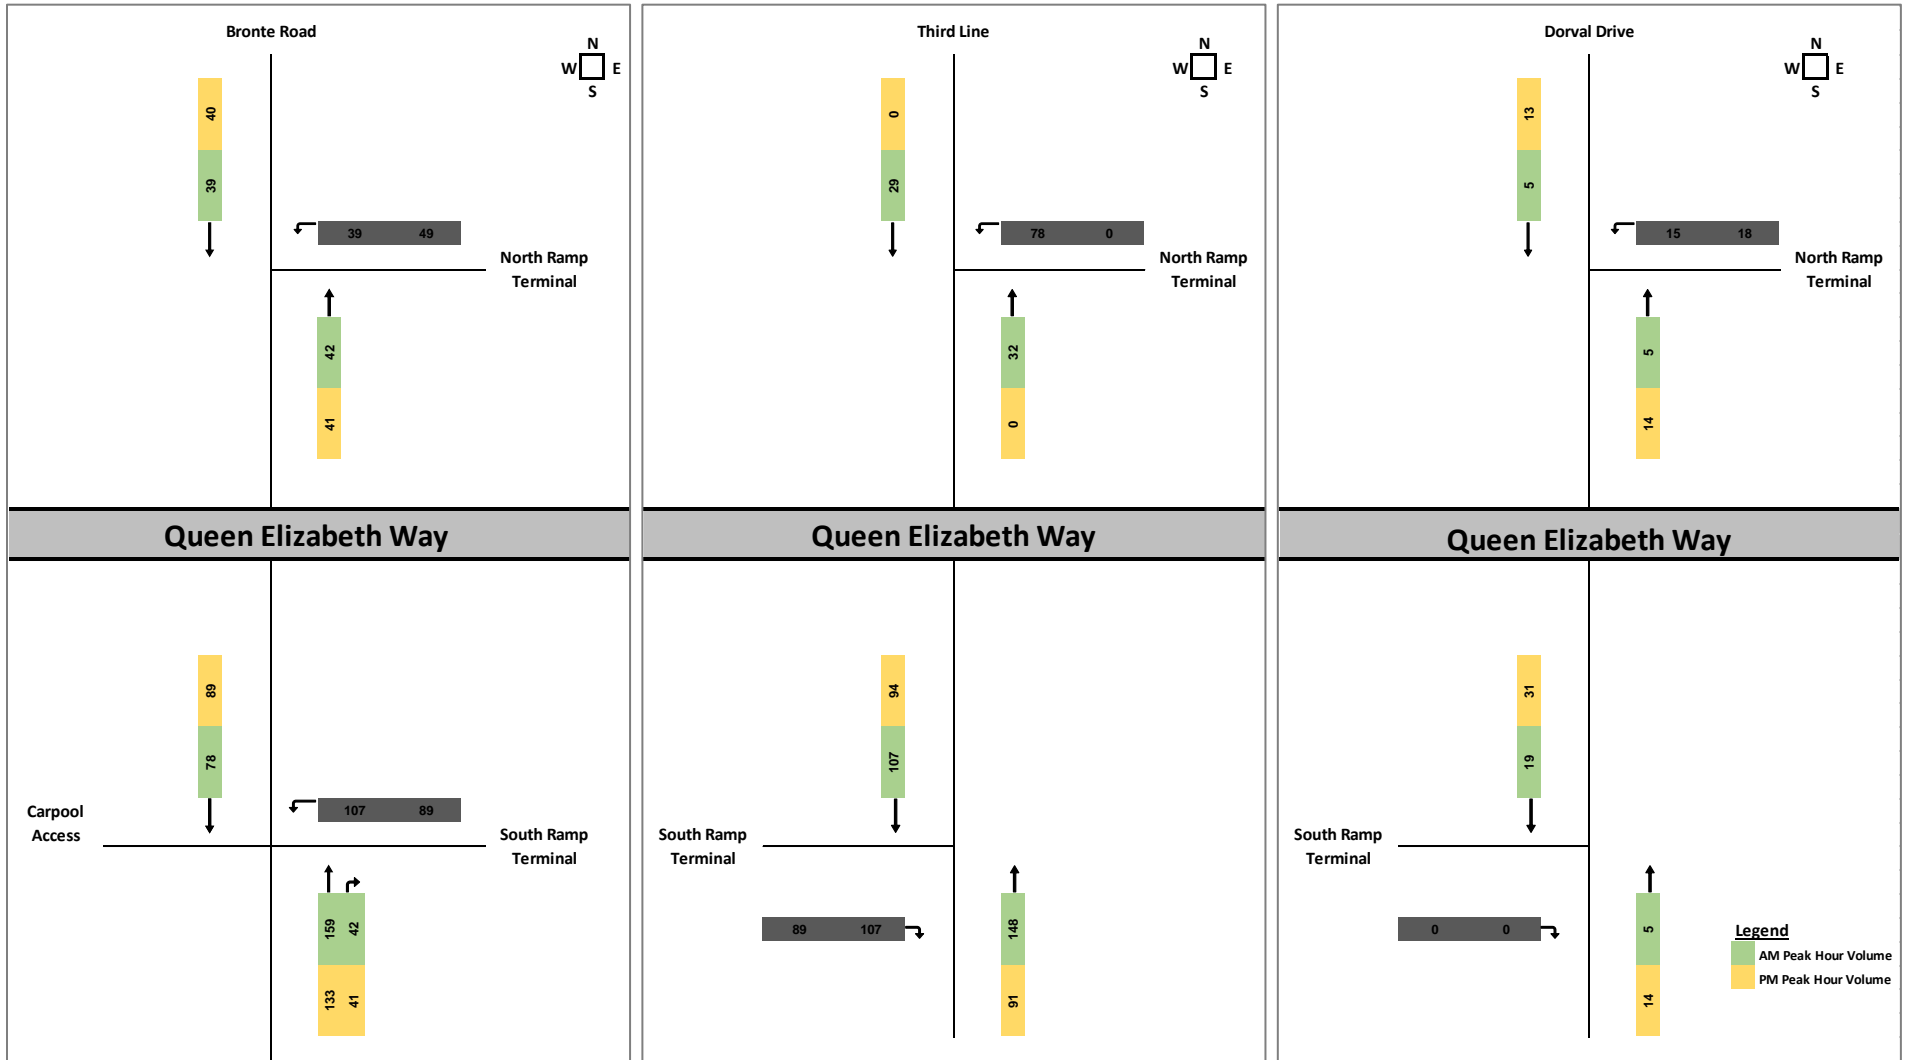 Bronte Road
N
W E
S
40
39
39 49
North Ramp
Terminal
42
41
Queen Elizabeth Way
89
78
Carpool
Access
107 89
South Ramp
Terminal
159 42
133 41
Third Line
N
W E
S
0
29
78 0
North Ramp
Terminal
32
0
Queen Elizabeth Way
94
107
South Ramp
Terminal
89 107
148
91
Dorval Drive
N
W E
S
13
5
15 18
North Ramp
Terminal
5
14
Queen Elizabeth Way
31
19
South Ramp
Terminal
0 0
5
14
Legend
AM Peak Hour Volume
PM Peak Hour Volume